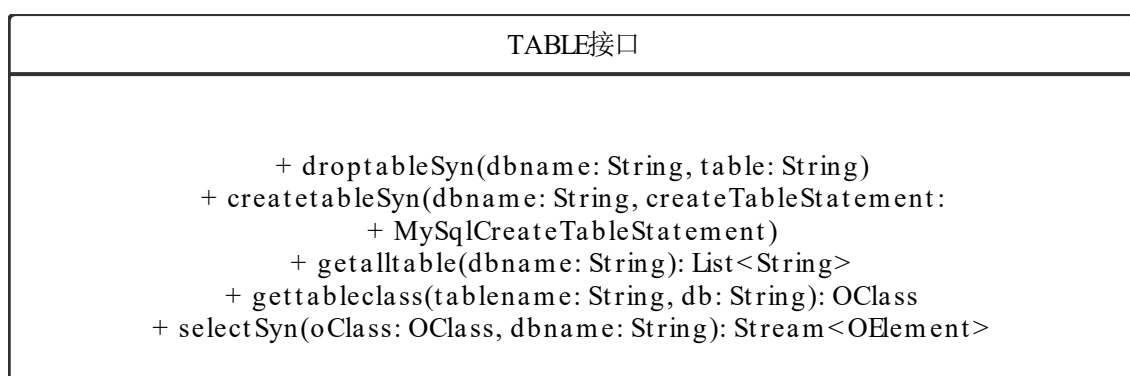 TABLE接口
+ droptableSyn(dbname: String, table: String)
+ createtableSyn(dbname: String, createTableStatement:
+ MySqlCreateTableStatement)
+ getalltable(dbname: String): List<String>
+ gettableclass(tablename: String, db: String): OClass
+ selectSyn(oClass: OClass, dbname: String): Stream<OElement>